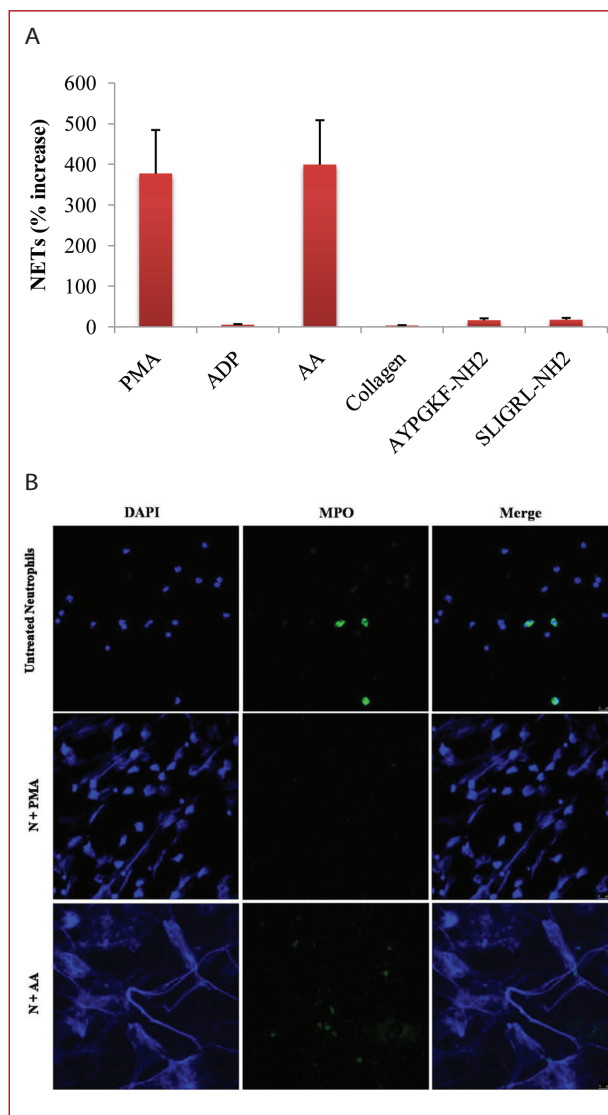 A
NETs (% increase)
600
500
400
300
200
100
0
PMA
ADP
AA
Collagen
AYPGKF-NH2
SLIGRL-NH2
B
DAPI MPO Merge
Untreated Neutrophils
N + PMA
N + AA